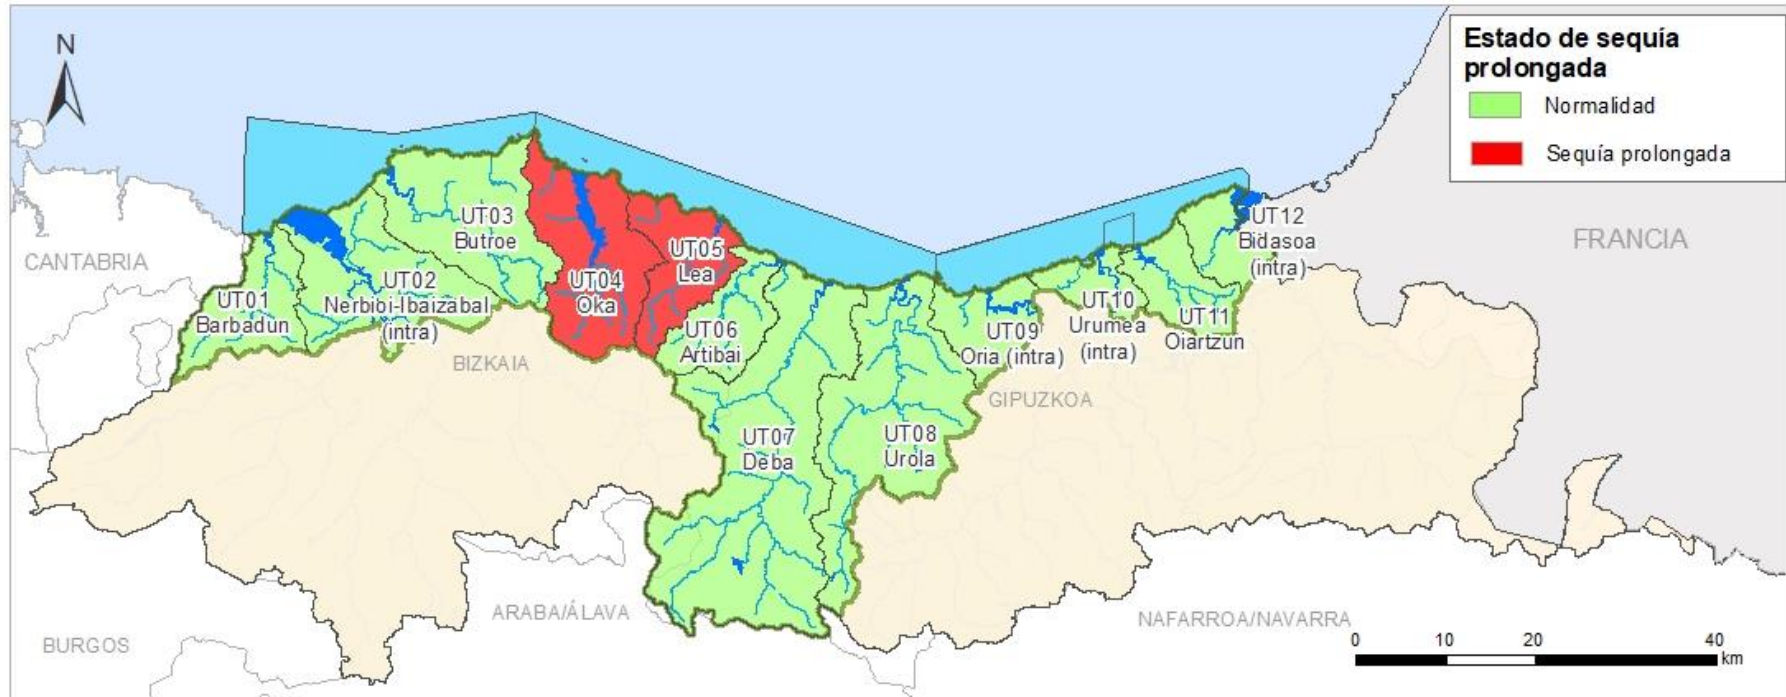 N
Estado de sequía
prolongada
Normalidad
Sequía prolongada
CANTABRIA
FRANCIA
UT01
Barbadun
UT02
Nerbioi-Ibaizabal
(intra)
UT03
Butroe
UT04
Oka
UT05
Lea
UT06
Artibai
UT07
Deba
UT08
Urola
UT09
Oria (intra)
UT10
Urumea
(intra)
UT11
Oiartzun
UT12
Bidasoa
(intra)
BIZKAIA
GIPUZKOA
ARABA/ÁLAVA
NAFARROA/NAVARRA
BURGOS
0 10 20 40
km